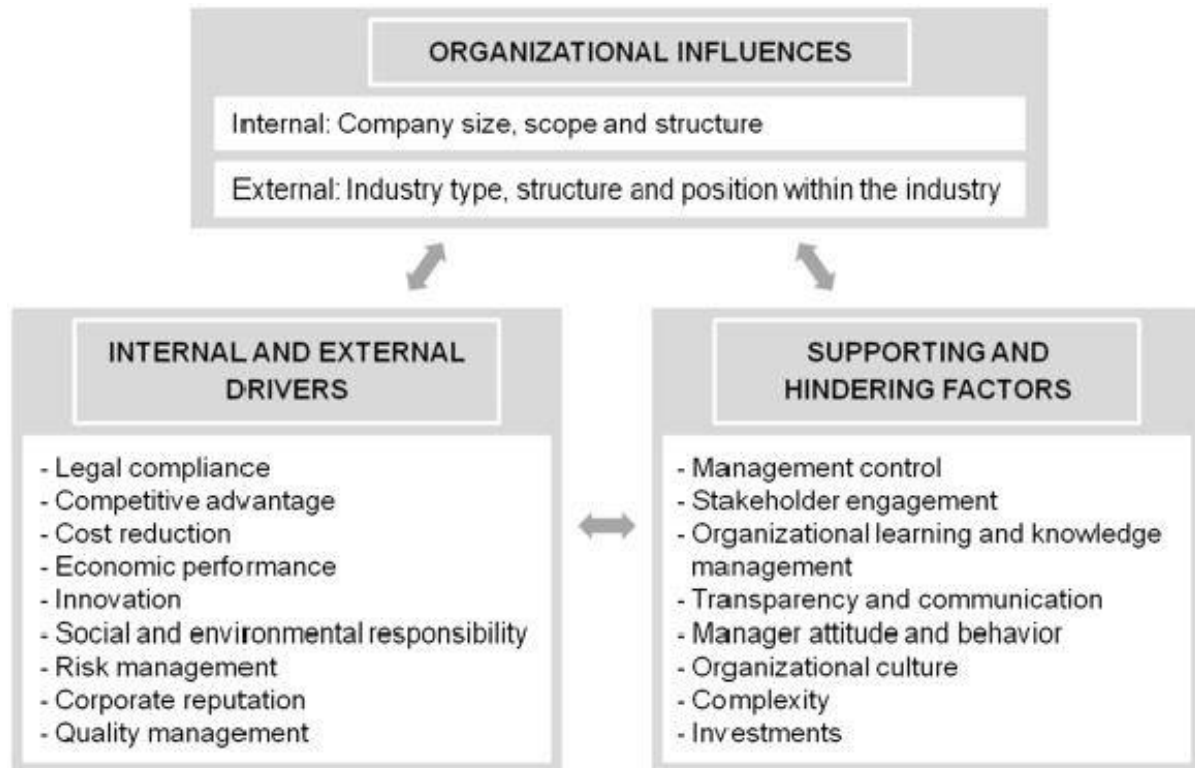 ORGANIZATIONAL INFLUENCES
Internal: Company size, scope and structure
External: Industry type, structure and position within the industry
INTERNAL AND EXTERNAL
DRIVERS
- Legal compliance
- Competitive advantage
- Cost reduction
- Economic performance
- Innovation
- Social and environmental responsibility
- Risk management
- Corporate reputation
- Quality management
SUPPORTING AND
HINDERING FACTORS
- Management control
- Stakeholder engagement
- Organizational learning and knowledge
management
- Transparency and communication
- Manager attitude and behavior
- Organizational culture
- Complexity
- Investments